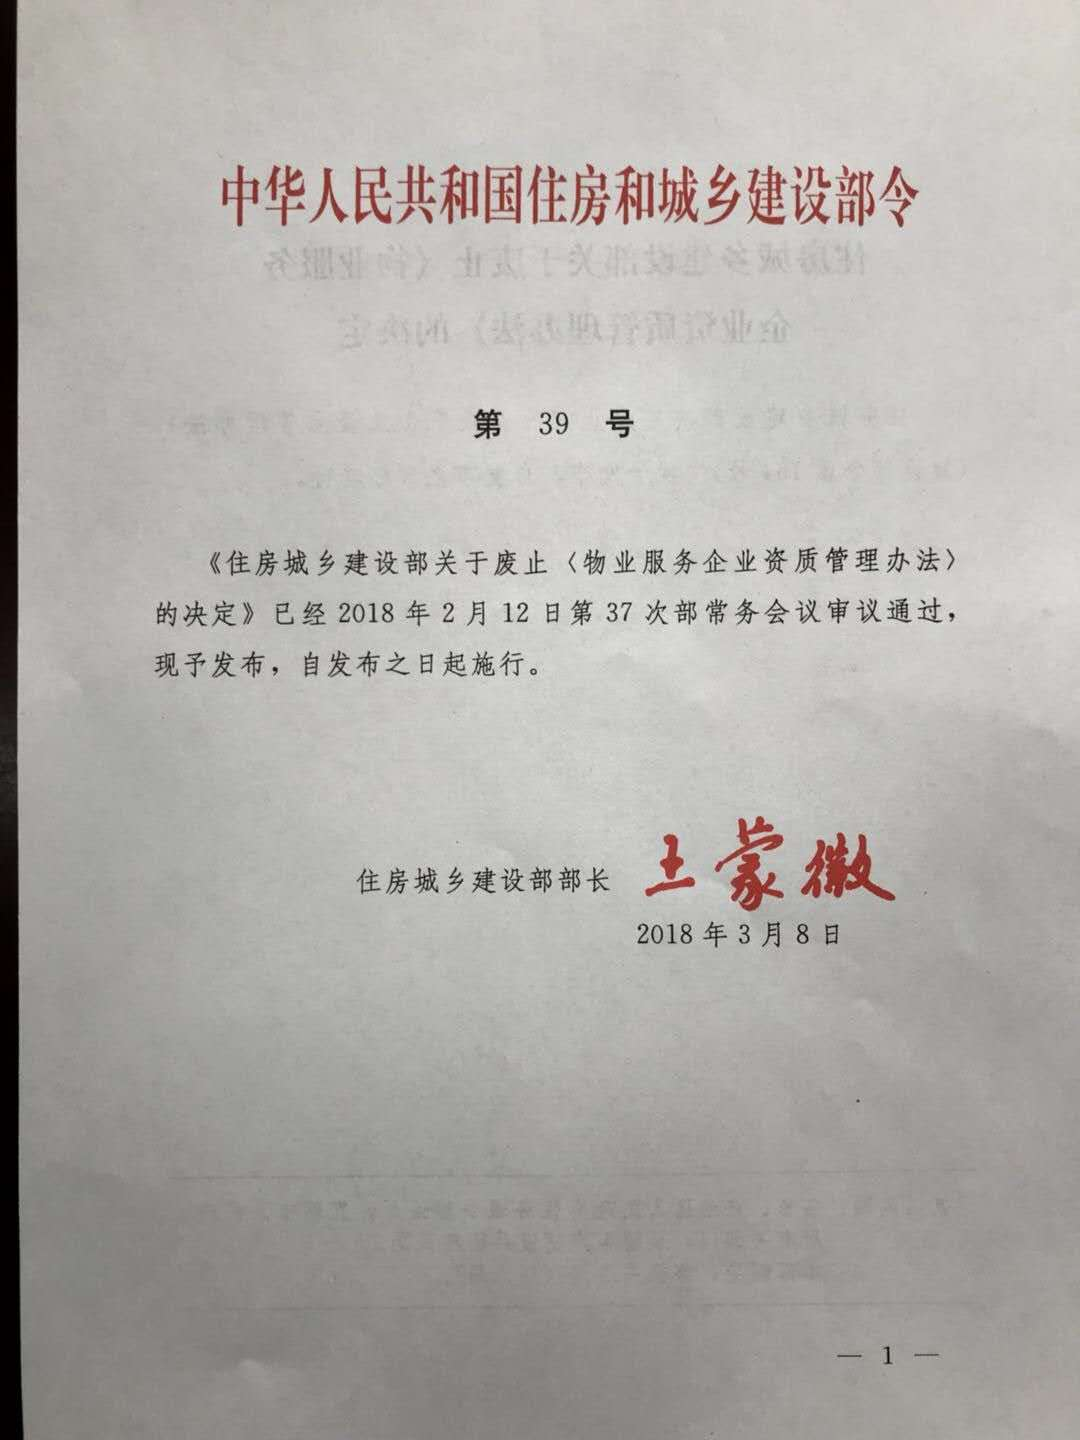 中华人民共和国住房和城乡建设部令
第 39 号
《住房城乡建设部关于废止〈物业服务企业资质管理办法〉
的决定》已经 2018 年 2 月 12 日第 37 次部常务会议审议通过，
现予发布，自发布之日起施行。
住房城乡建设部部长 王蒙徽
2018 年 3 月 8 日
— 1 —